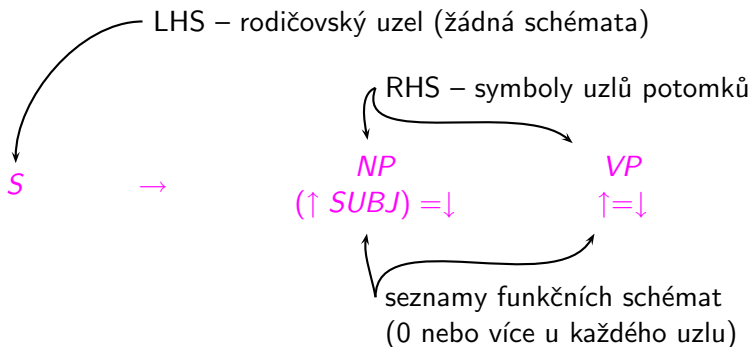 LHS – rodičovský uzel (žádná schémata)
RHS – symboly uzlů potomků
NP VP
S →
(↑ SUBJ) =↓ ↑=↓
seznamy funkčních schémat
(0 nebo více u každého uzlu)